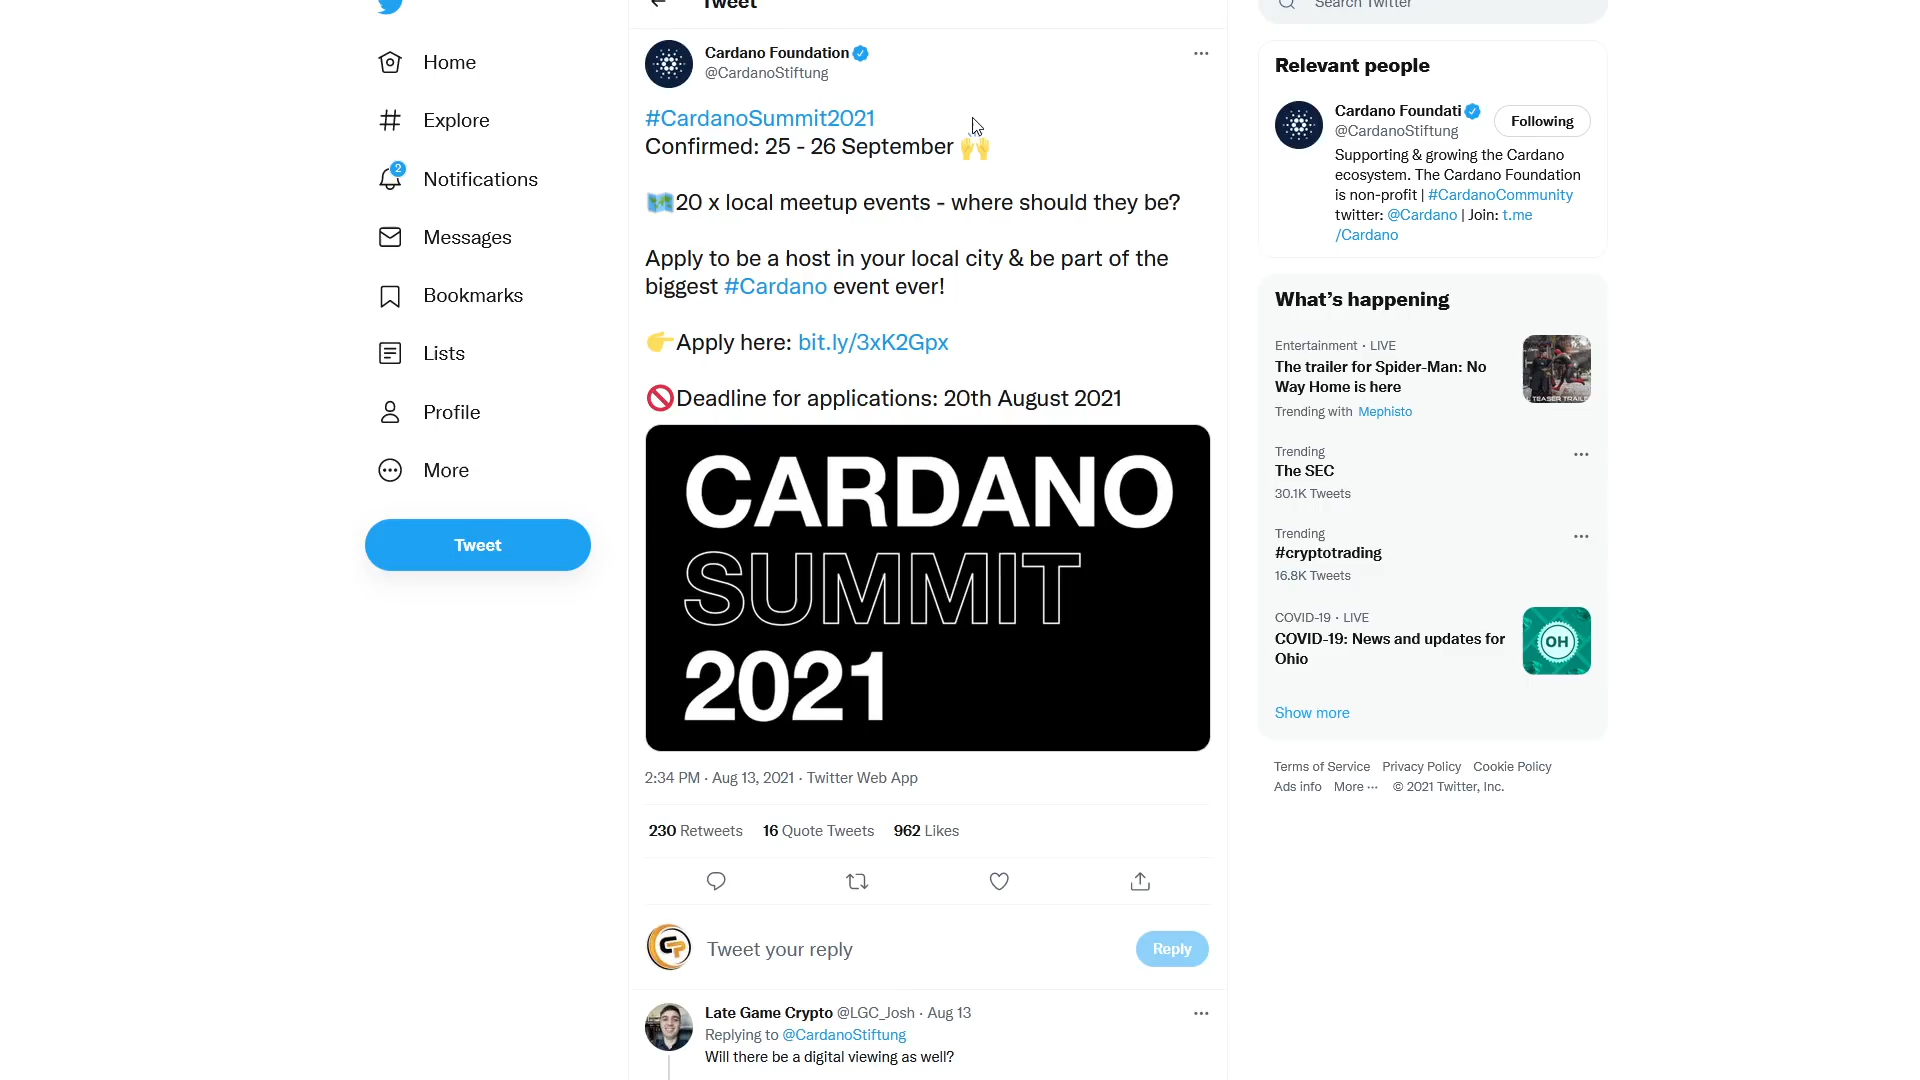 Tweet
Search Twitter
Home
Explore
2
Notifications
Messages
Bookmarks
Lists
Profile
More
Tweet
Cardano Foundation
@CardanoStiftung
#CardanoSummit2021
Confirmed: 25 - 26 September 🙌
🗺️20 x local meetup events - where should they be?
Apply to be a host in your local city & be part of the
biggest #Cardano event ever!
👉Apply here: bit.ly/3xK2Gpx
🚫Deadline for applications: 20th August 2021
CARDANO
SUMMIT
2021
2:34 PM · Aug 13, 2021 · Twitter Web App
230 Retweets 16 Quote Tweets 962 Likes
CP
Tweet your reply
Reply
Late Game Crypto @LGC_Josh · Aug 13
Replying to @CardanoStiftung
Will there be a digital viewing as well?
Relevant people
Cardano Foundati
@CardanoStiftung
Following
Supporting & growing the Cardano
ecosystem. The Cardano Foundation
is non-profit | #CardanoCommunity
twitter: @Cardano | Join: t.me
/Cardano
What's happening
Entertainment · LIVE
The trailer for Spider-Man: No
Way Home is here
Trending with Mephisto
TEASER TRAILER
Trending
The SEC
30.1K Tweets
Trending
#cryptotrading
16.8K Tweets
COVID-19 · LIVE
COVID-19: News and updates for
Ohio
OH
Show more
Terms of Service Privacy Policy Cookie Policy
Ads info More ··· © 2021 Twitter, Inc.